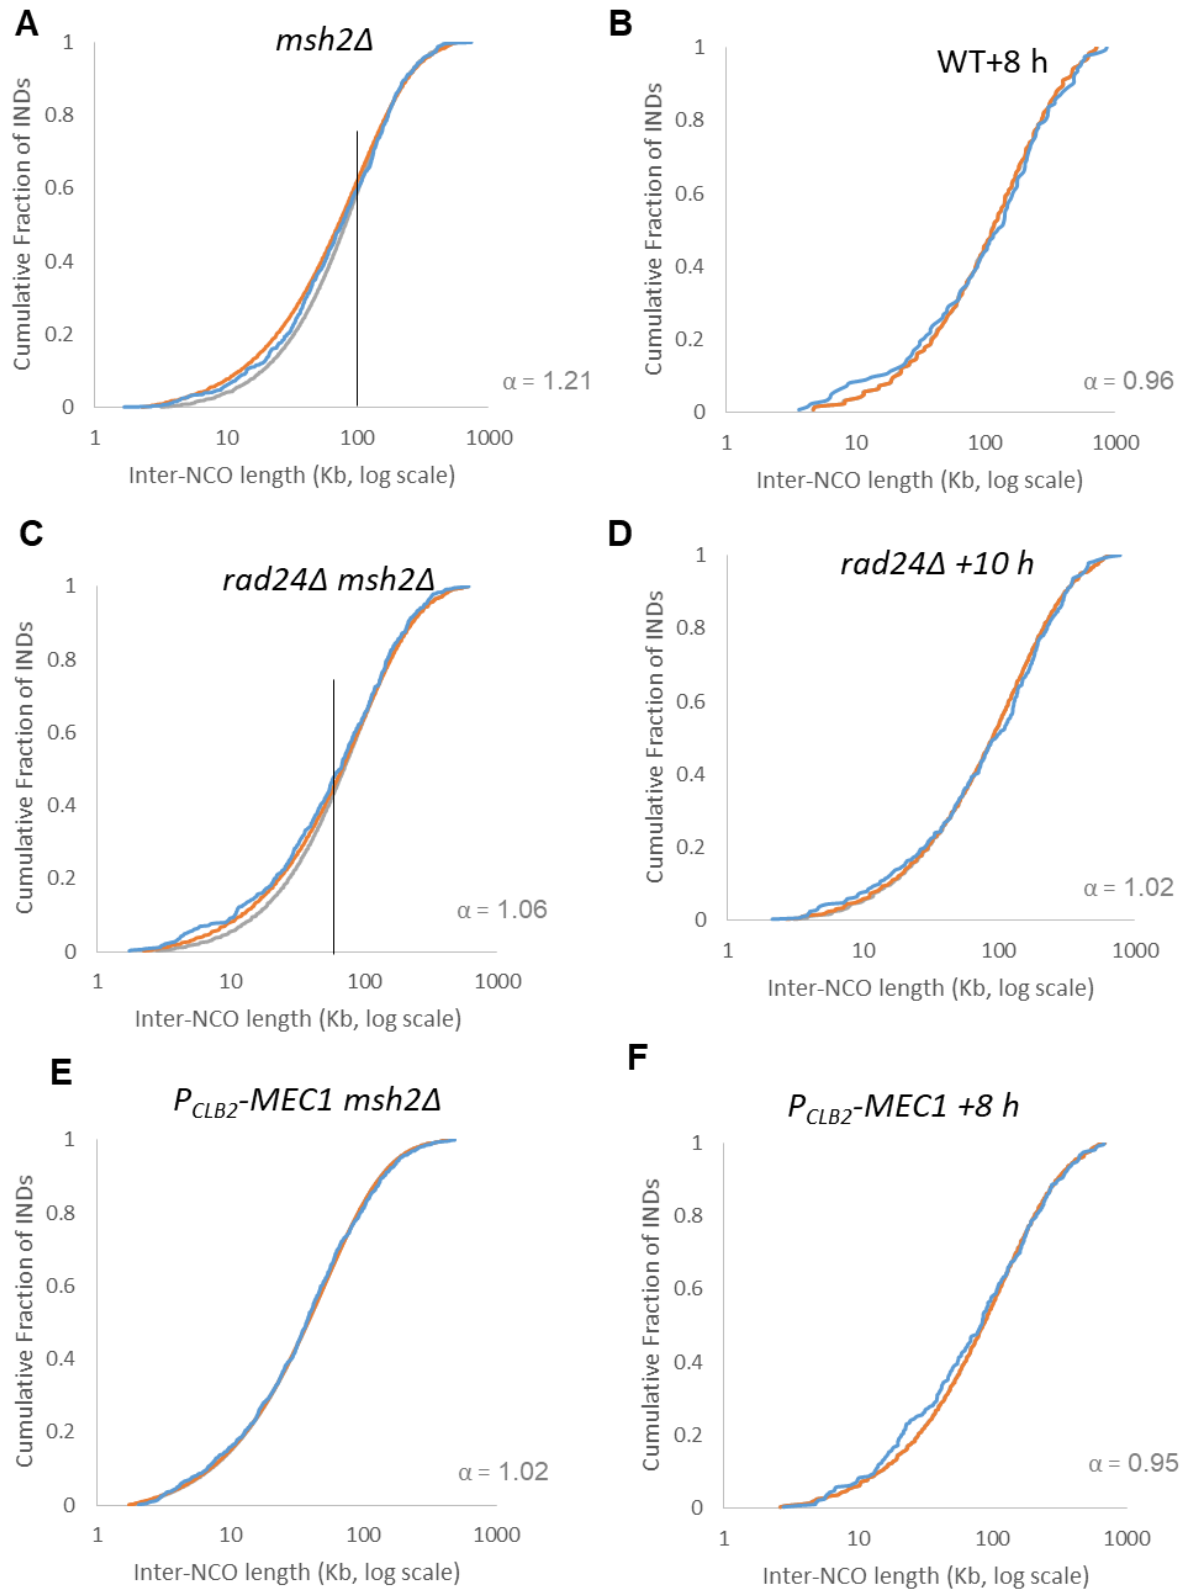 A
msh2Δ
Cumulative Fraction of INDs
1
0.8
0.6
0.4
0.2
0
α = 1.21
1 10 100 1000
Inter-NCO length (Kb, log scale)
B
WT+8 h
Cumulative Fraction of INDs
1
0.8
0.6
0.4
0.2
0
α = 0.96
1 10 100 1000
Inter-NCO length (Kb, log scale)
C
rad24Δ msh2Δ
Cumulative Fraction of INDs
1
0.8
0.6
0.4
0.2
0
α = 1.06
1 10 100 1000
Inter-NCO length (Kb, log scale)
D
rad24Δ +10 h
Cumulative Fraction of INDs
1
0.8
0.6
0.4
0.2
0
α = 1.02
1 10 100 1000
Inter-NCO length (Kb, log scale)
E
P_CLB2-MEC1 msh2Δ
Cumulative Fraction of INDs
1
0.8
0.6
0.4
0.2
0
α = 1.02
1 10 100 1000
Inter-NCO length (Kb, log scale)
F
P_CLB2-MEC1 +8 h
Cumulative Fraction of INDs
1
0.8
0.6
0.4
0.2
0
α = 0.95
1 10 100 1000
Inter-NCO length (Kb, log scale)